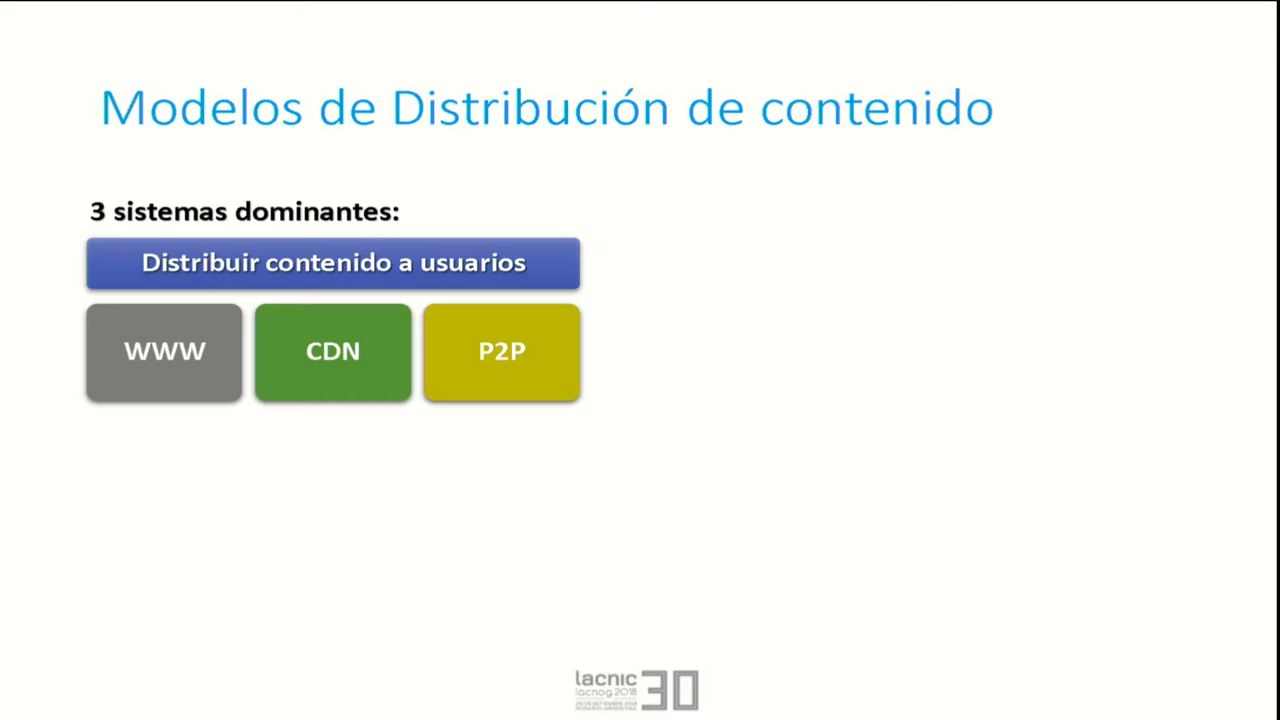 Modelos de Distribución de contenido
3 sistemas dominantes:
Distribuir contenido a usuarios
WWW
CDN
P2P
lacnic 30
lacnog 2018